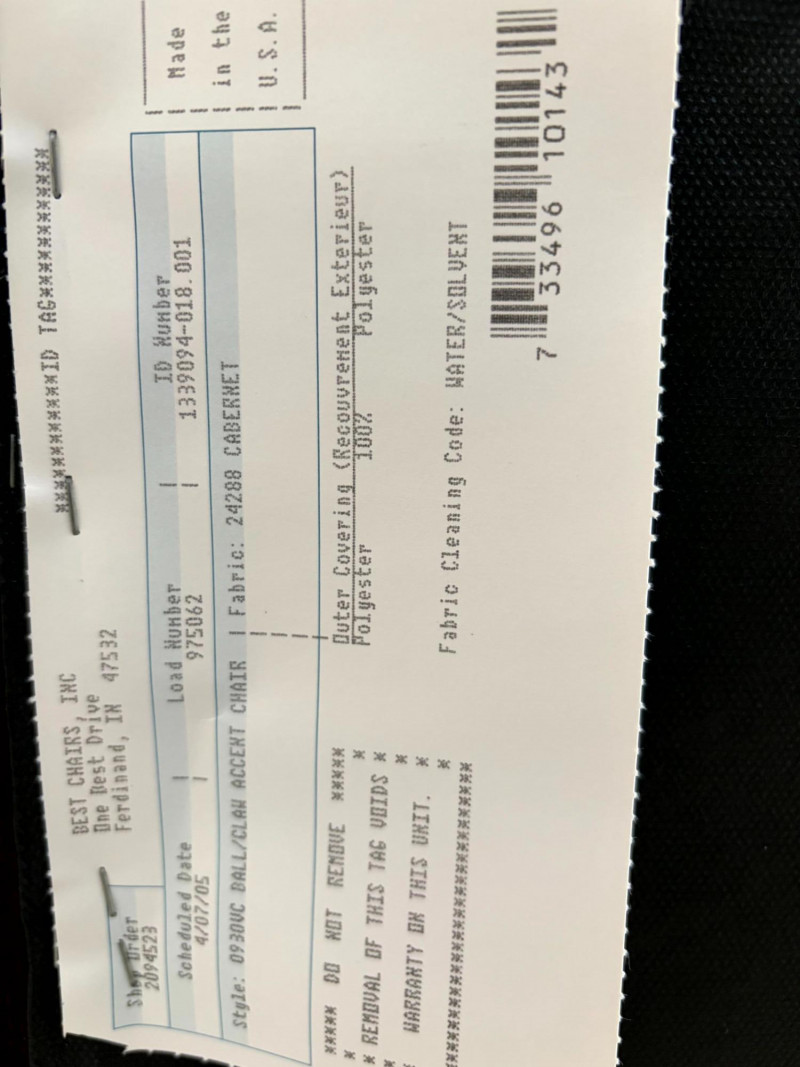 *************ID TAG**************
BEST CHAIRS, INC
One Best Drive
Ferdinand, IN 47532
Made
in the
U.S.A.
Shop Order
2094523
Scheduled Date | Load Number | ID Number
4/07/05 | 975062 | 1339094-018.001
Style: 0930VC BALL/CLAW ACCENT CHAIR | Fabric: 24288 CABERNET
***** DO NOT REMOVE *****
* *
* REMOVAL OF THIS TAG VOIDS *
* *
* WARRANTY ON THIS UNIT. *
* *
*************************
Outer Covering (Recouvrement Exterieur)
Polyester 100% Polyester
Fabric Cleaning Code: WATER/SOLVENT
7 33496 10143